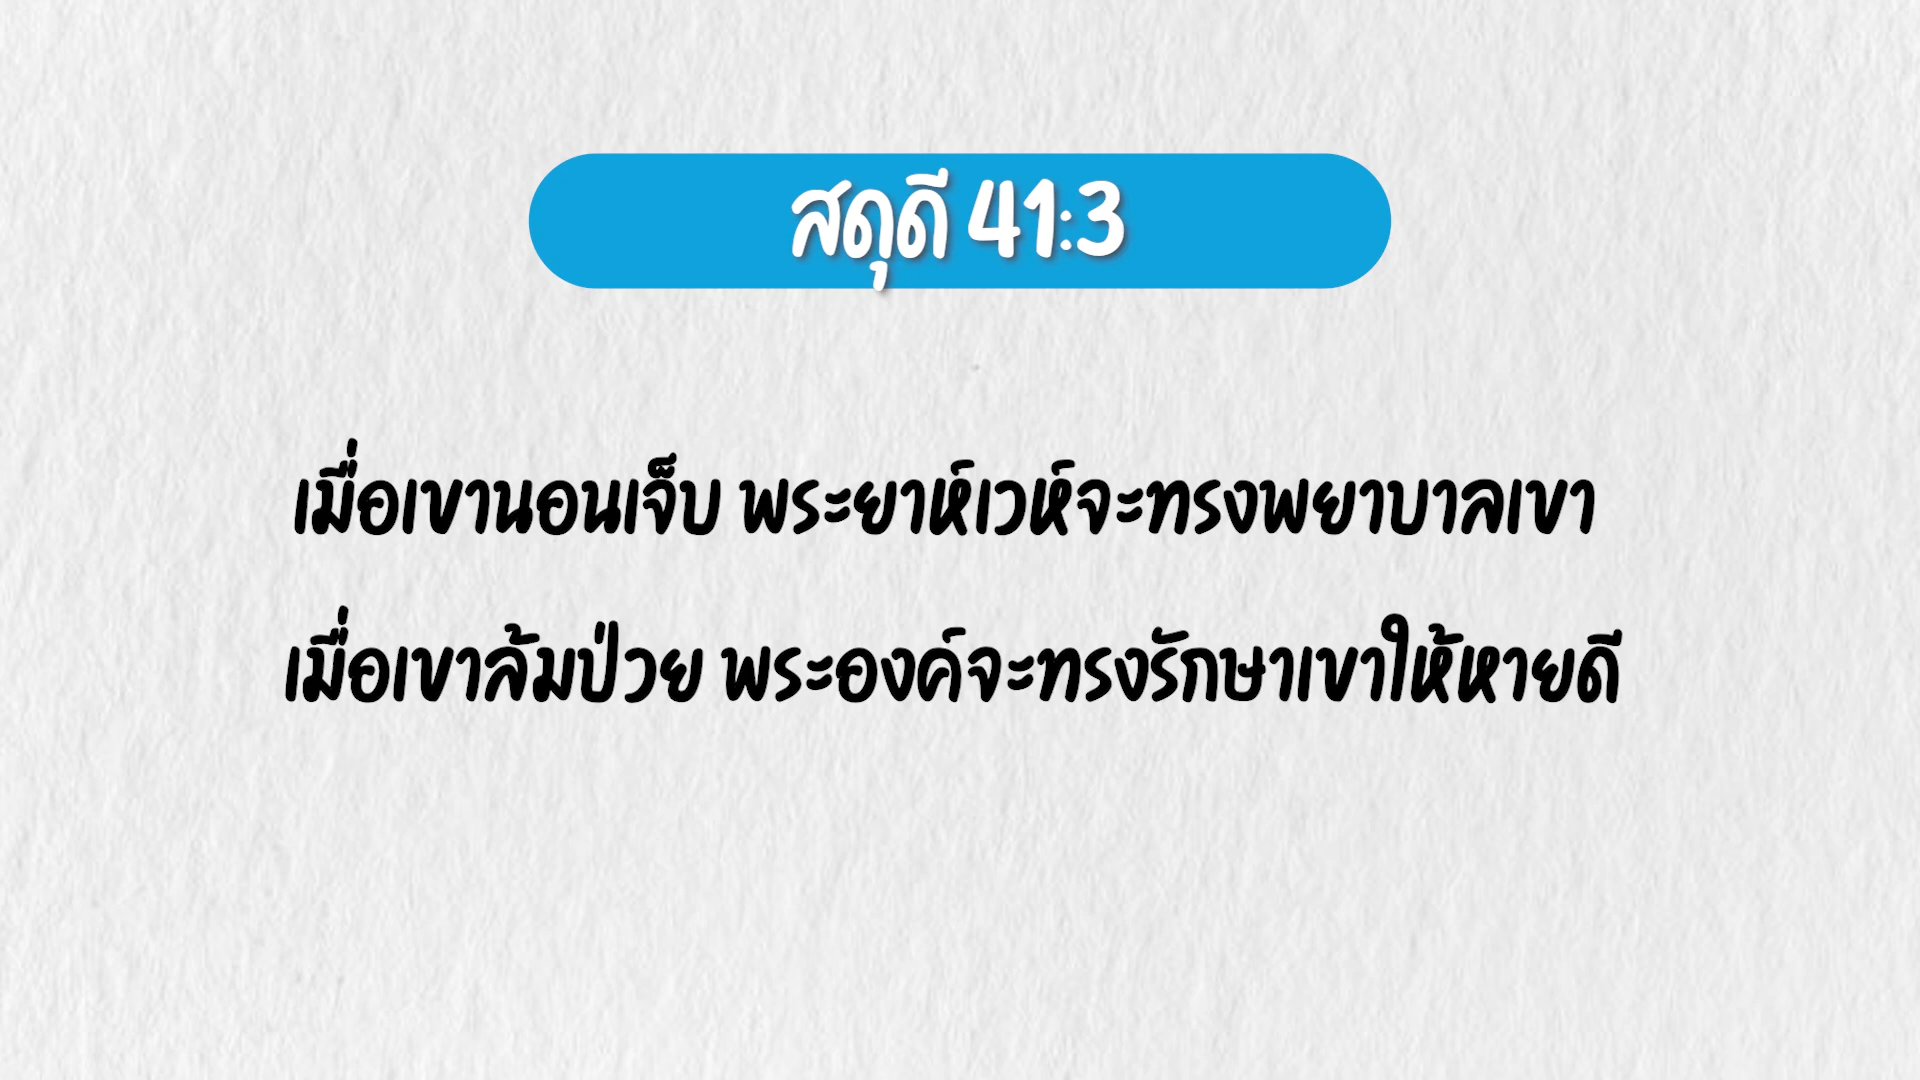 สดุดี 41:3
เมื่อเขานอนเจ็บ พระยาห์เวห์จะทรงพยาบาลเขา
เมื่อเขาล้มป่วย พระองค์จะทรงรักษาเขาให้หายดี